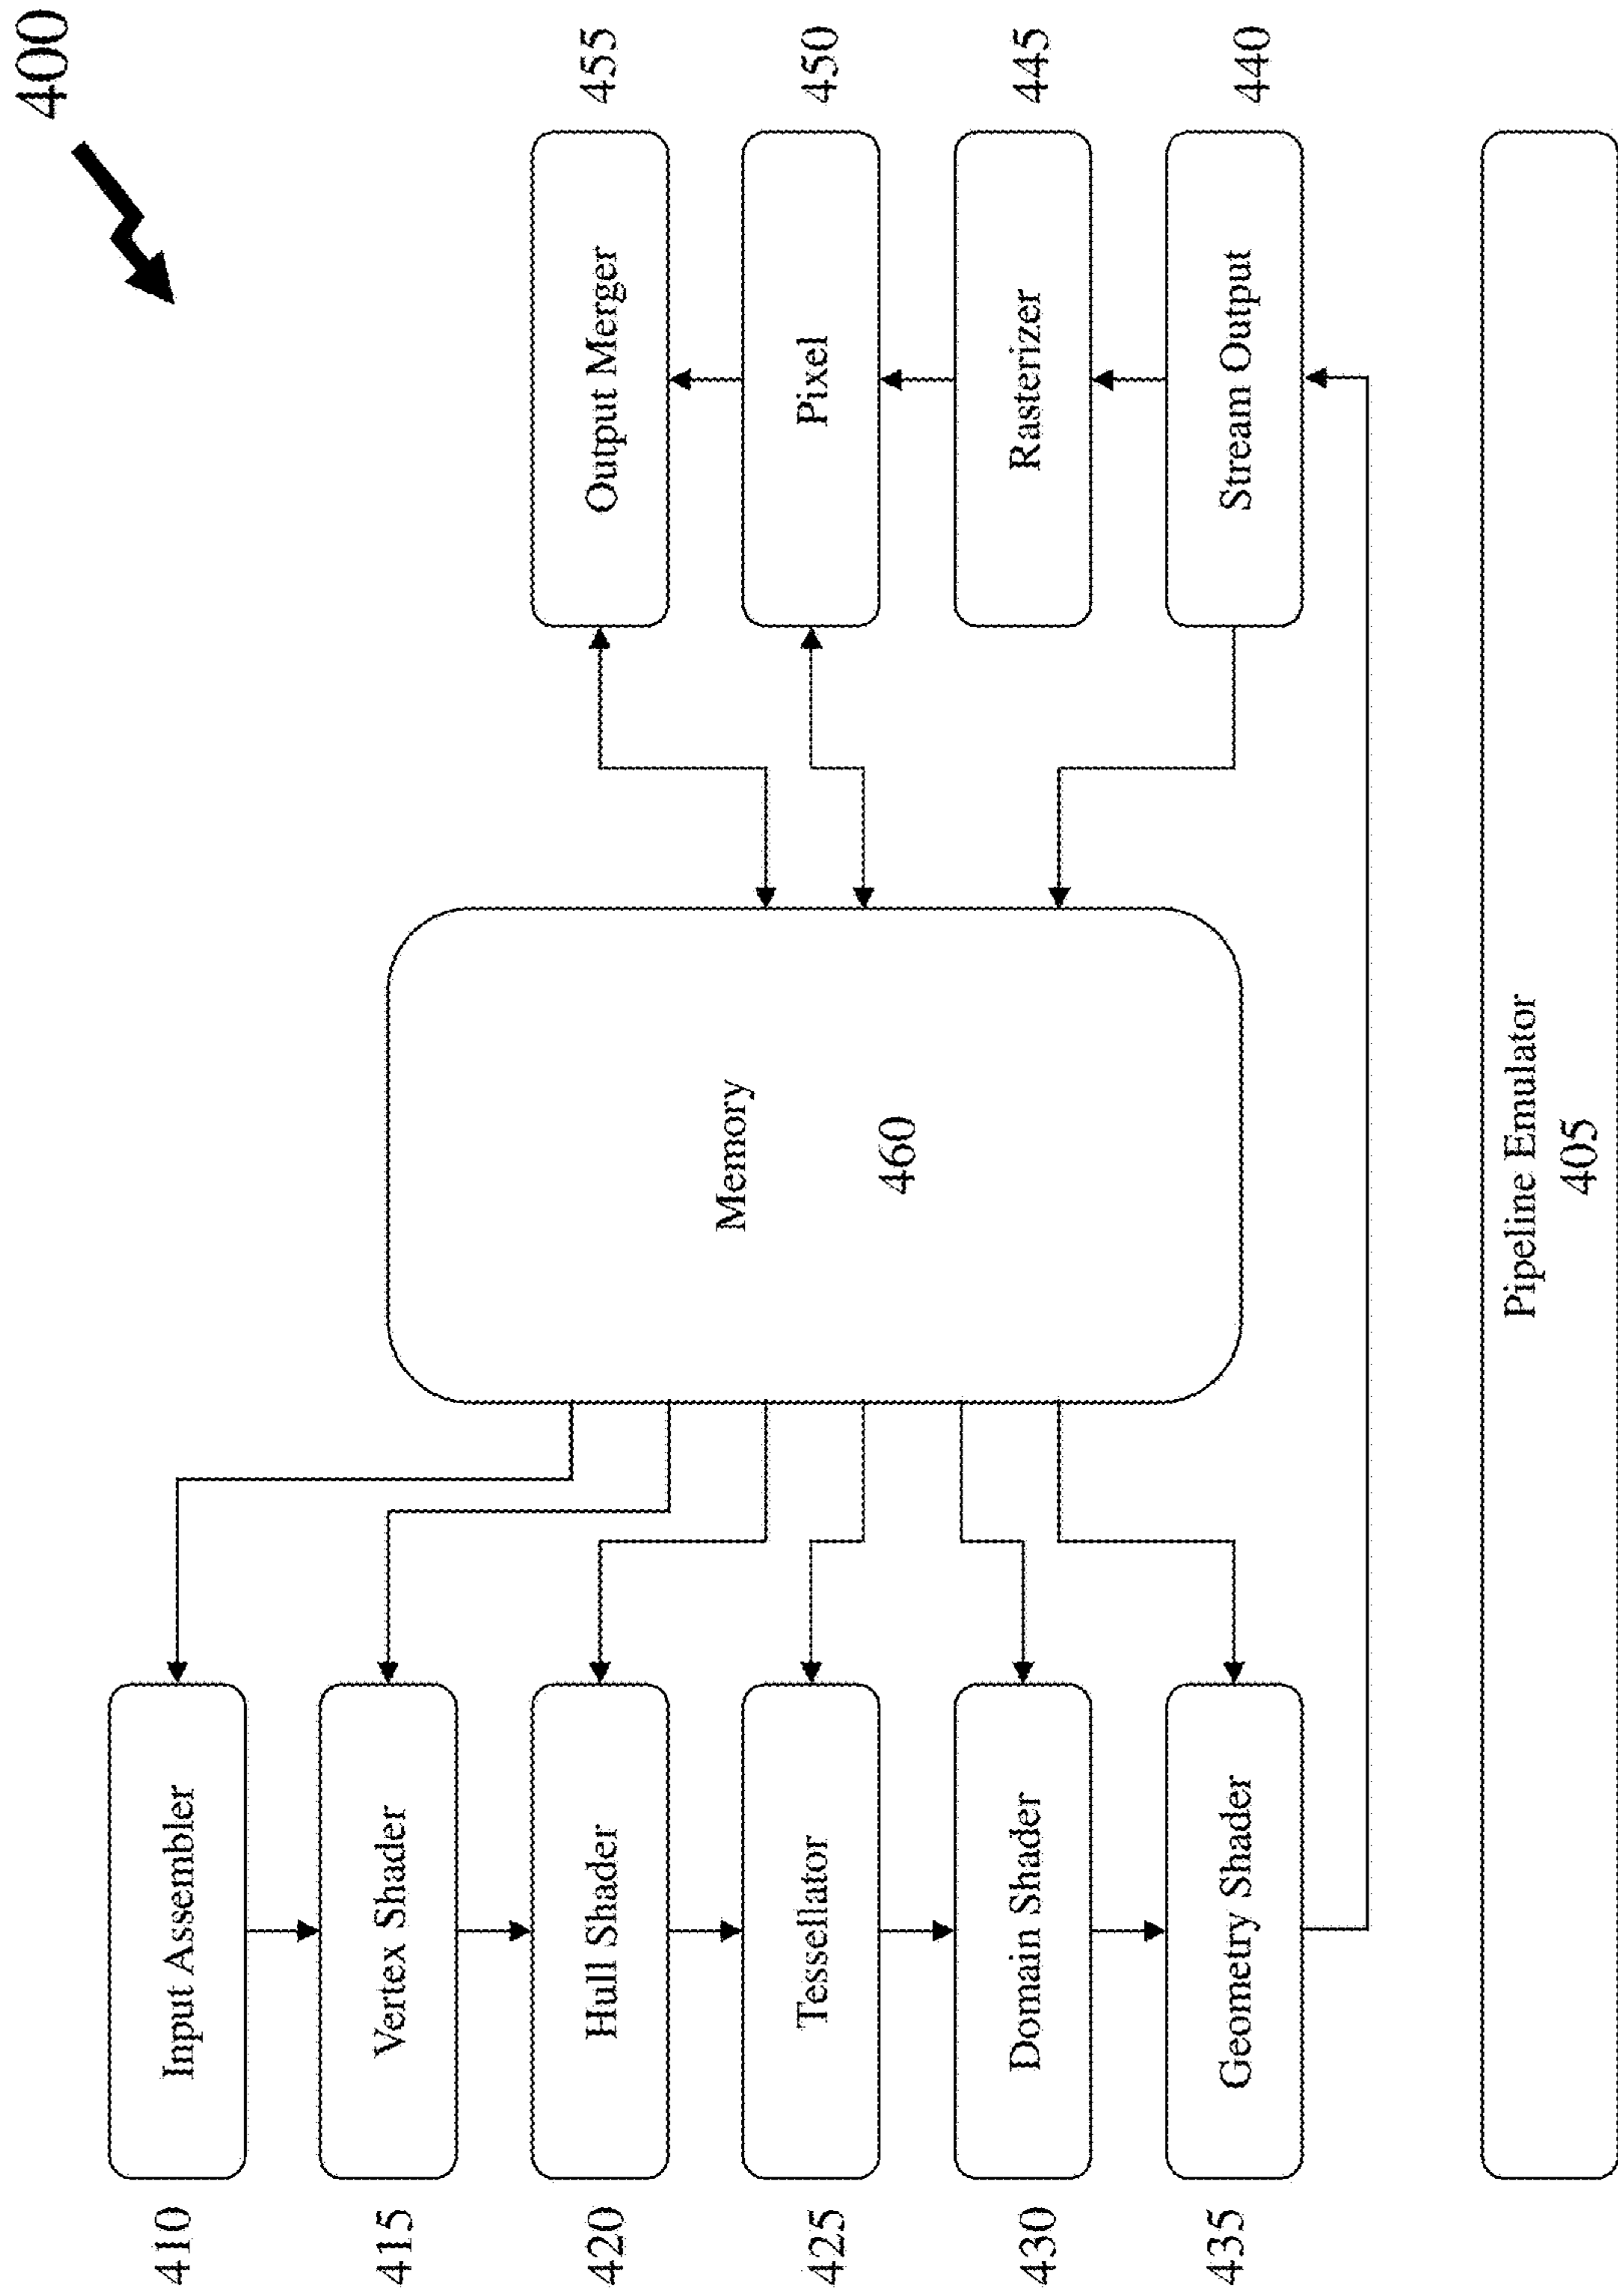 400
410
Input Assembler
415
Vertex Shader
420
Hull Shader
425
Tessellator
430
Domain Shader
435
Geometry Shader
Memory
460
Output Merger
455
Pixel
450
Rasterizer
445
Stream Output
440
Pipeline Emulator
405